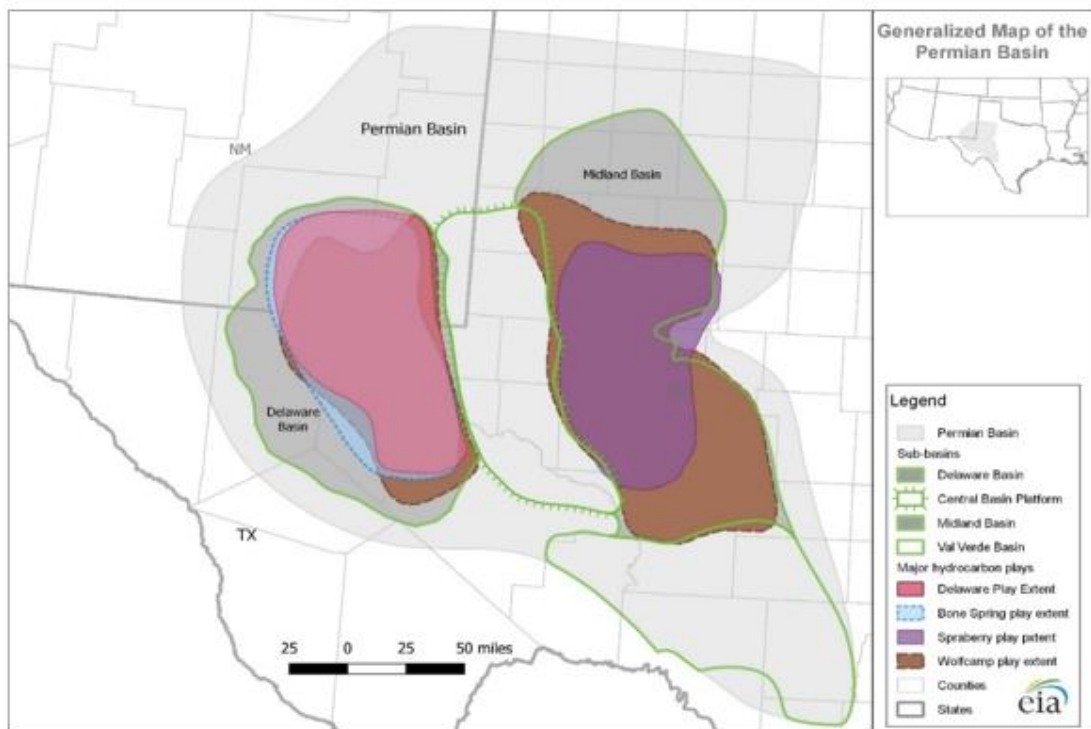 Generalized Map of the
Permian Basin
Permian Basin
NM
Midland Basin
Delaware
Basin
TX
25 0 25 50 miles
Legend
Permian Basin
Sub-basins
Delaware Basin
Central Basin Platform
Midland Basin
Val Verde Basin
Major hydrocarbon plays
Delaware Play Extent
Bone Spring play extent
Spraberry play extent
Wolfcamp play extent
Counties
States
eia